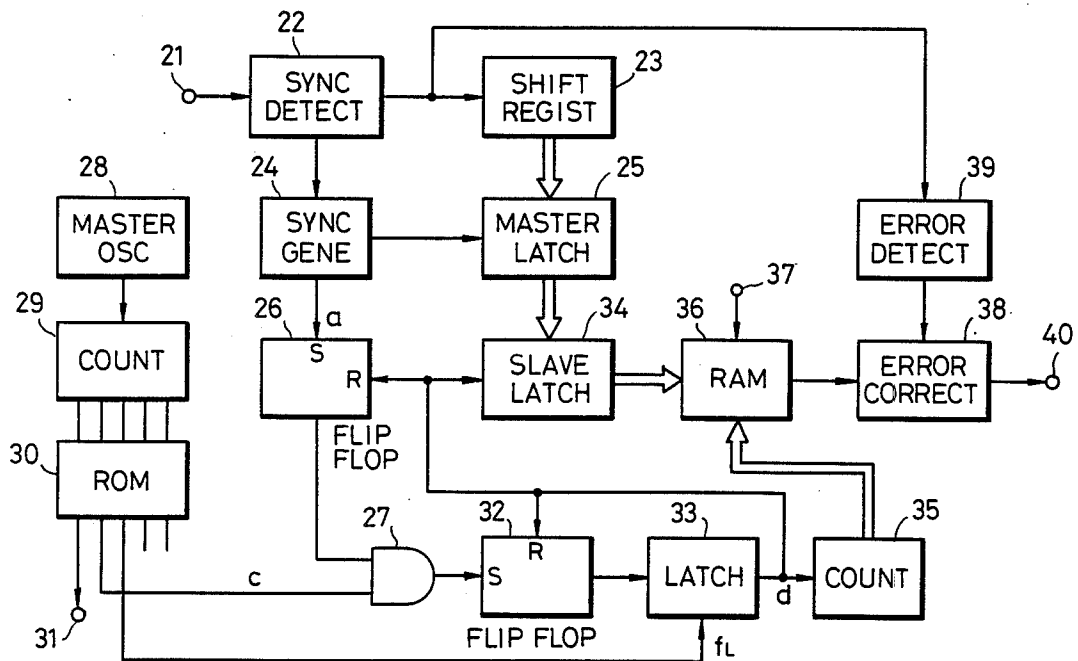 22
21
SYNC
DETECT
23
SHIFT
REGIST
28
MASTER
OSC
24
SYNC
GENE
25
MASTER
LATCH
39
ERROR
DETECT
29
COUNT
26
a
S
R
FLIP
FLOP
34
SLAVE
LATCH
37
36
RAM
38
ERROR
CORRECT
40
30
ROM
31
c
27
32
R
S
FLIP FLOP
33
LATCH
d
fL
35
COUNT